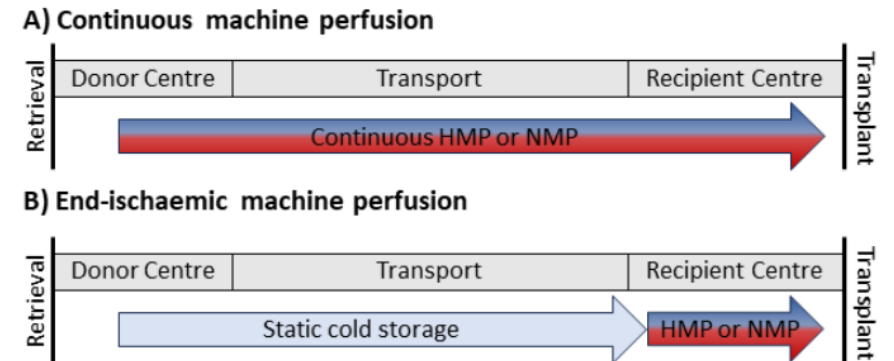 A) Continuous machine perfusion
Retrieval
Donor Centre
Transport
Recipient Centre
Transplant
Continuous HMP or NMP
B) End-ischaemic machine perfusion
Retrieval
Donor Centre
Transport
Recipient Centre
Transplant
Static cold storage
HMP or NMP